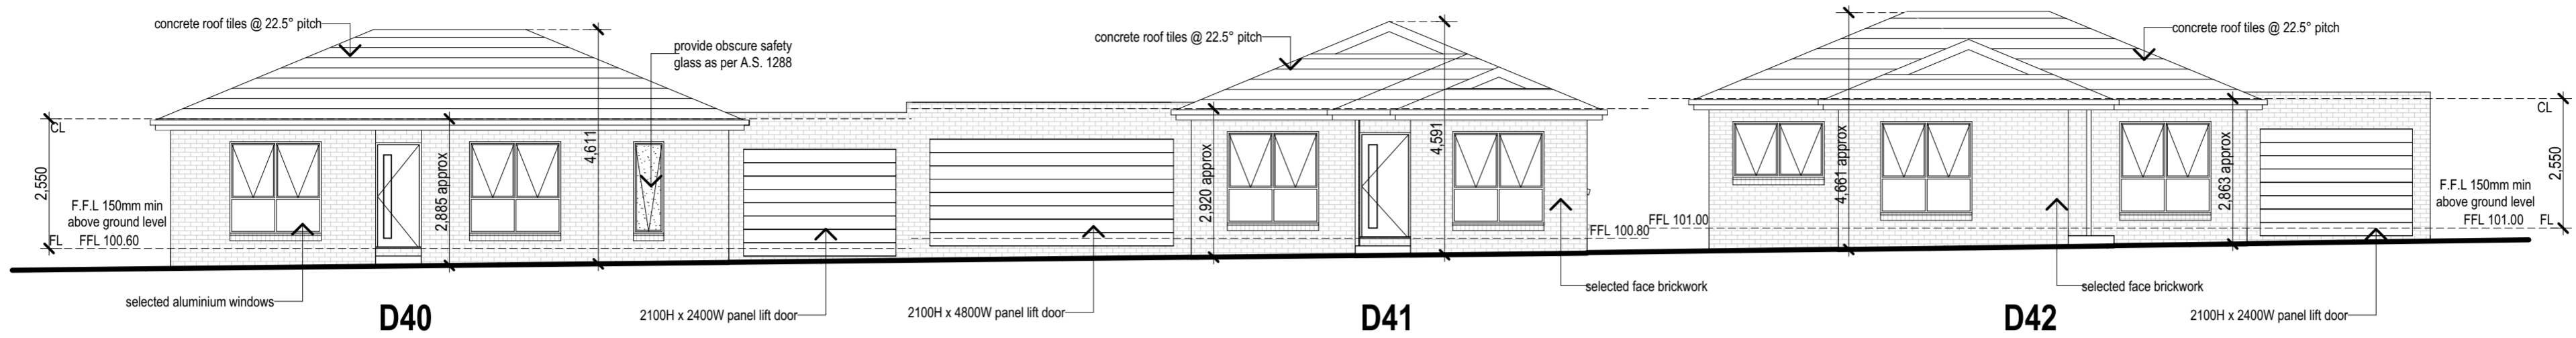 concrete roof tiles @ 22.5° pitch
provide obscure safety
glass as per A.S. 1288
CL
2,550
F.F.L 150mm min
above ground level
FL
FFL 100.60
2,885 approx
4,611
selected aluminium windows
D40
2100H x 2400W panel lift door
2100H x 4800W panel lift door
concrete roof tiles @ 22.5° pitch
2,920 approx
4,591
FFL 100.80
selected face brickwork
D41
FFL 101.00
concrete roof tiles @ 22.5° pitch
4,661 approx
2,863 approx
selected face brickwork
D42
2100H x 2400W panel lift door
CL
2,550
F.F.L 150mm min
above ground level
FFL 101.00
FL